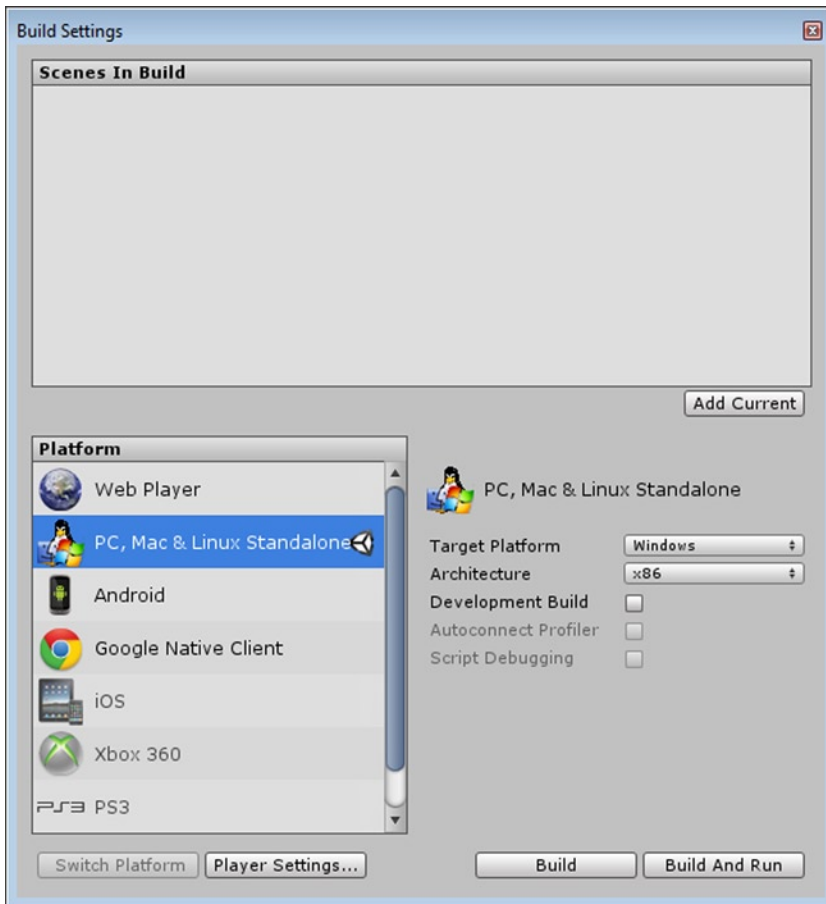 Build Settings
Scenes In Build
Add Current
Platform
Web Player
PC, Mac & Linux Standalone
Android
Google Native Client
iOS
Xbox 360
PS3 PS3
PC, Mac & Linux Standalone
Target Platform Windows
Architecture x86
Development Build
Autoconnect Profiler
Script Debugging
Switch Platform Player Settings... Build Build And Run